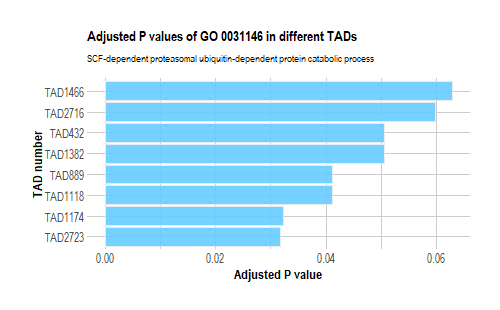 Adjusted P values of GO 0031146 in different TADs
SCF-dependent proteasomal ubiquitin-dependent protein catabolic process
TAD number
TAD1466
TAD2716
TAD432
TAD1382
TAD889
TAD1118
TAD1174
TAD2723
0.00 0.02 0.04 0.06
Adjusted P value